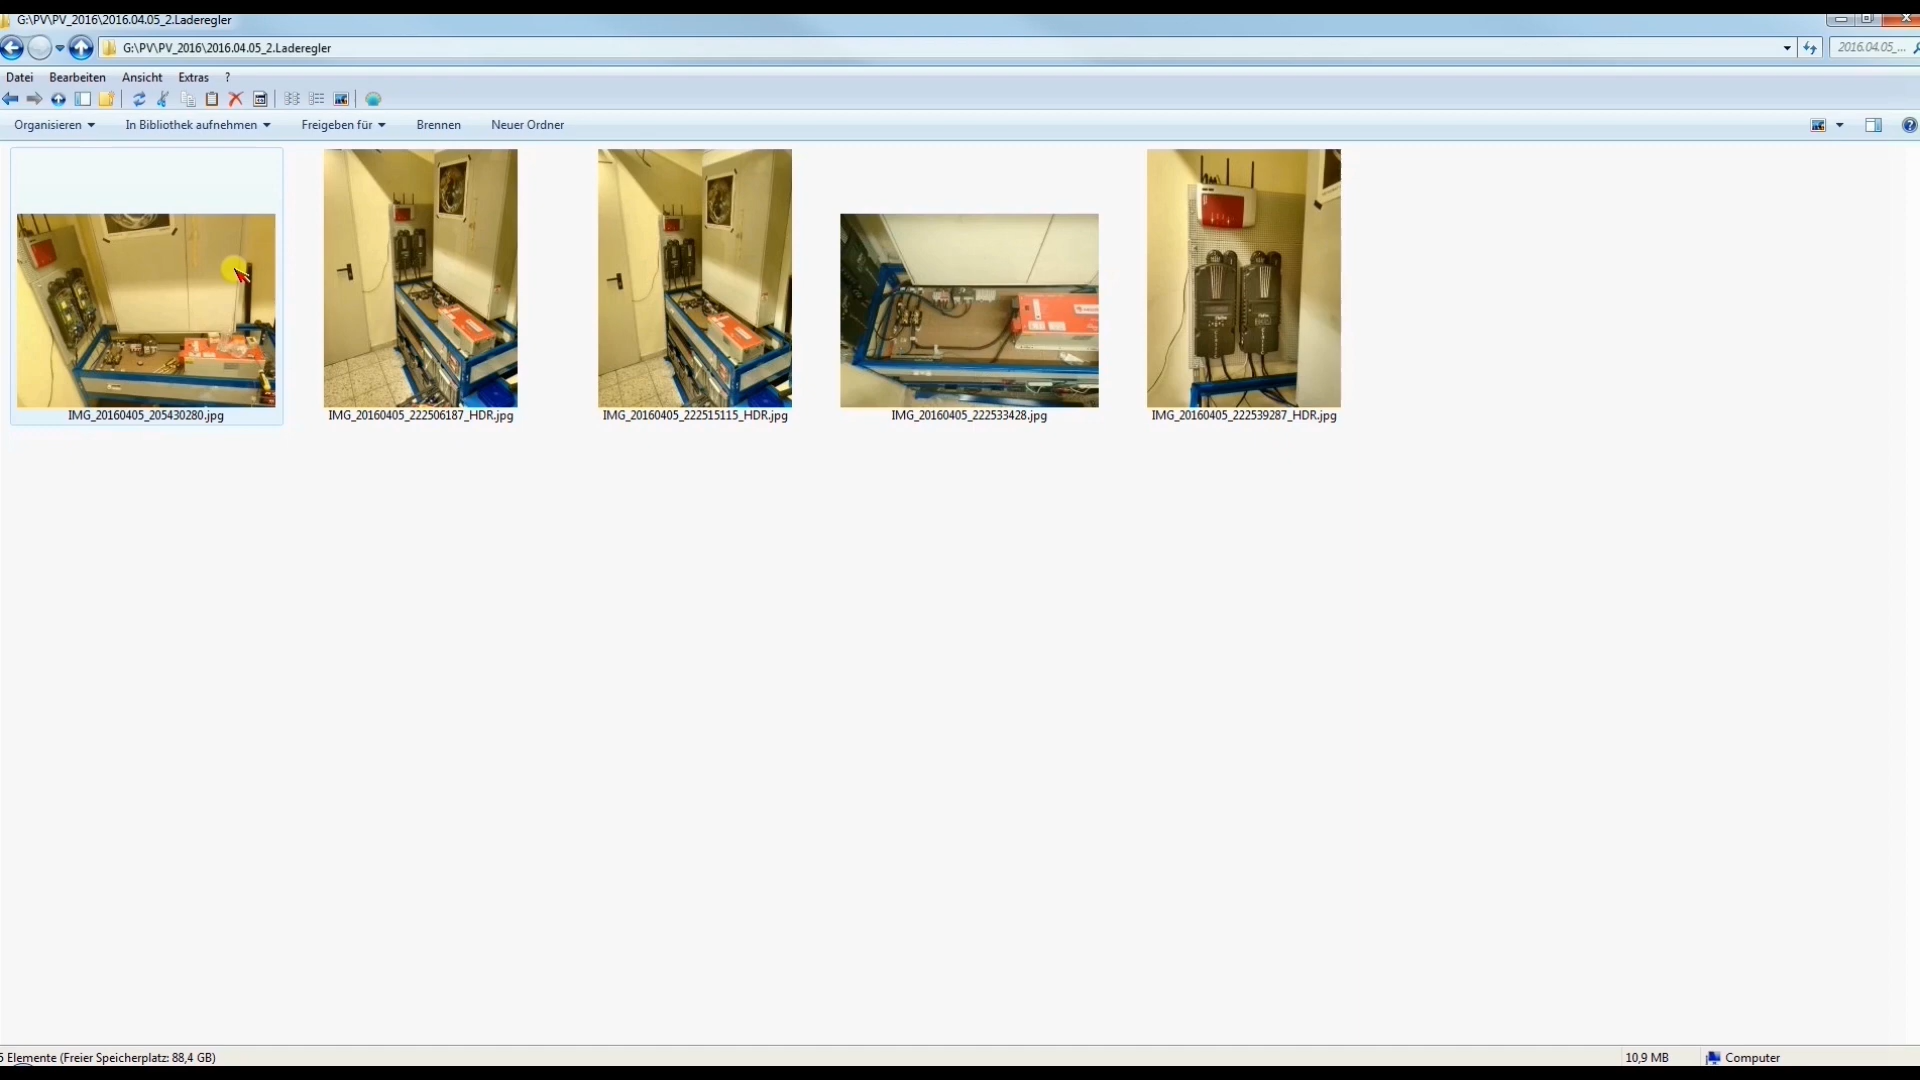 G:\PV\PV_2016\2016.04.05_2.Laderegler
G:\PV\PV_2016\2016.04.05_2.Laderegler
2016.04.05_...
Datei Bearbeiten Ansicht Extras ?
Organisieren In Bibliothek aufnehmen Freigeben für Brennen Neuer Ordner
IMG_20160405_205430280.jpg
IMG_20160405_222506187_HDR.jpg
IMG_20160405_222515115_HDR.jpg
IMG_20160405_222533428.jpg
IMG_20160405_222539287_HDR.jpg
5 Elemente (Freier Speicherplatz: 88,4 GB)
10,9 MB
Computer